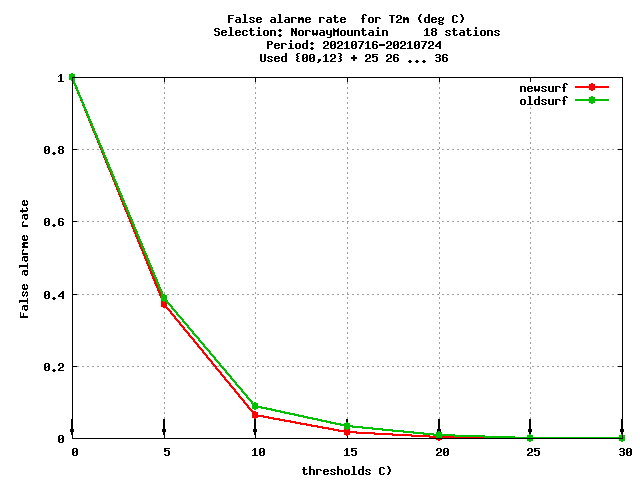 False alarme rate  for T2m (deg C)
Selection: NorwayMountain     18 stations
Period: 20210716-20210724
Used {00,12} + 25 26 ... 36
newsurf
oldsurf
1
0.8
0.6
0.4
0.2
0
False alarme rate
0 5 10 15 20 25 30
thresholds C)